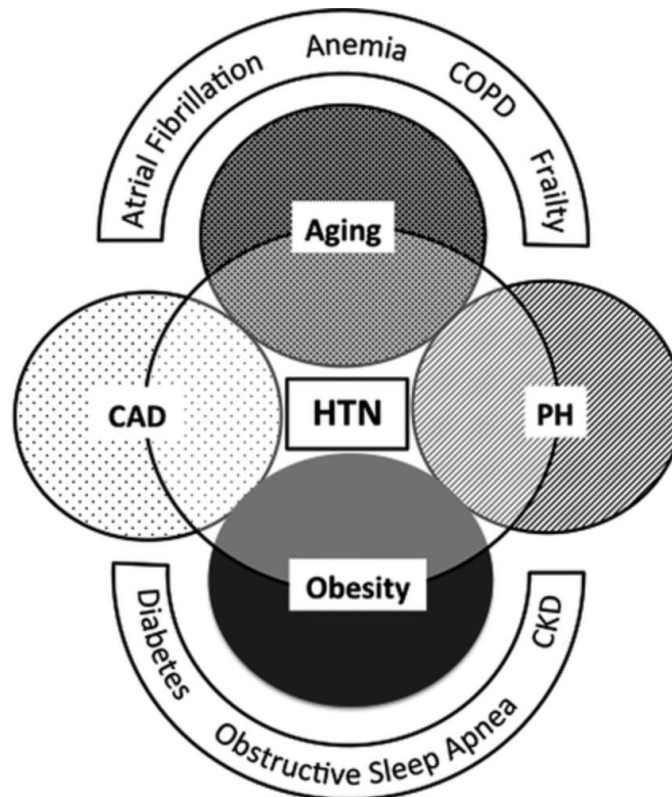 Atrial Fibrillation
Anemia
COPD
Frailty
Aging
CAD
HTN
PH
Obesity
Diabetes
Obstructive Sleep Apnea
CKD